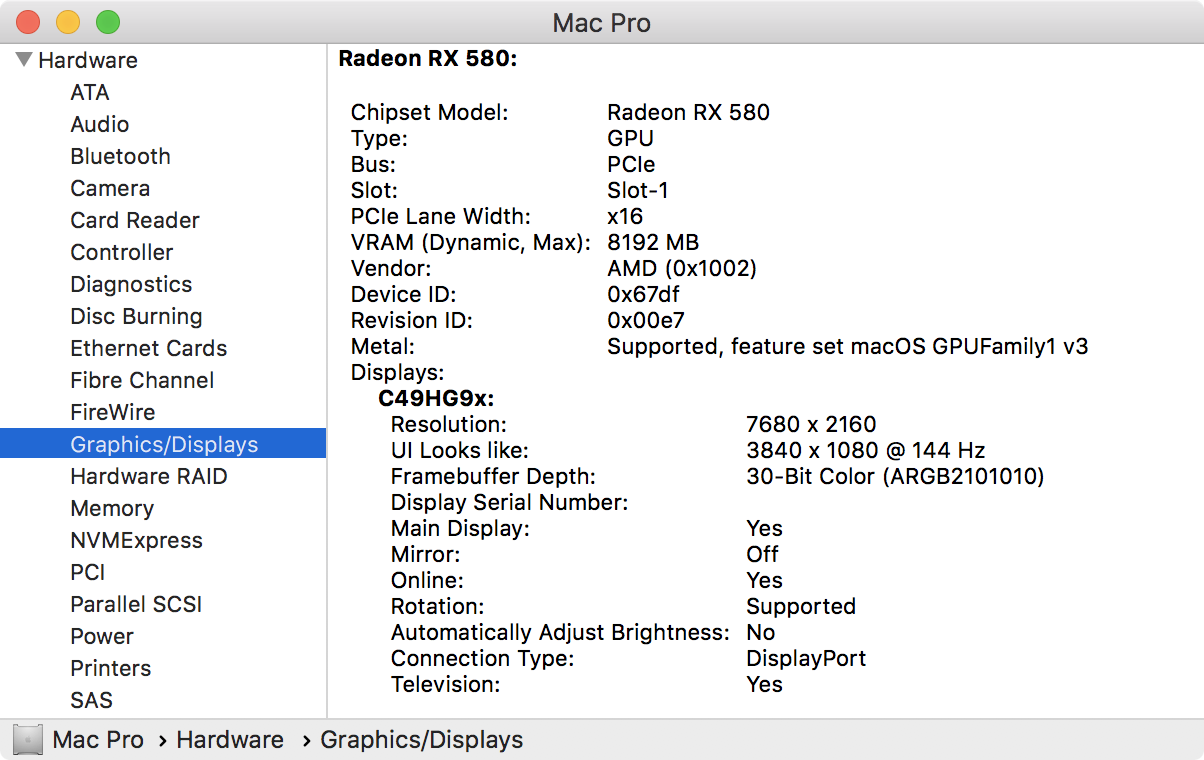 Mac Pro
Hardware
ATA
Audio
Bluetooth
Camera
Card Reader
Controller
Diagnostics
Disc Burning
Ethernet Cards
Fibre Channel
FireWire
Graphics/Displays
Hardware RAID
Memory
NVMExpress
PCI
Parallel SCSI
Power
Printers
SAS
Radeon RX 580:
Chipset Model: Radeon RX 580
Type: GPU
Bus: PCIe
Slot: Slot-1
PCIe Lane Width: x16
VRAM (Dynamic, Max): 8192 MB
Vendor: AMD (0x1002)
Device ID: 0x67df
Revision ID: 0x00e7
Metal: Supported, feature set macOS GPUFamily1 v3
Displays:
C49HG9x:
Resolution: 7680 x 2160
UI Looks like: 3840 x 1080 @ 144 Hz
Framebuffer Depth: 30-Bit Color (ARGB2101010)
Display Serial Number:
Main Display: Yes
Mirror: Off
Online: Yes
Rotation: Supported
Automatically Adjust Brightness: No
Connection Type: DisplayPort
Television: Yes
Mac Pro › Hardware › Graphics/Displays